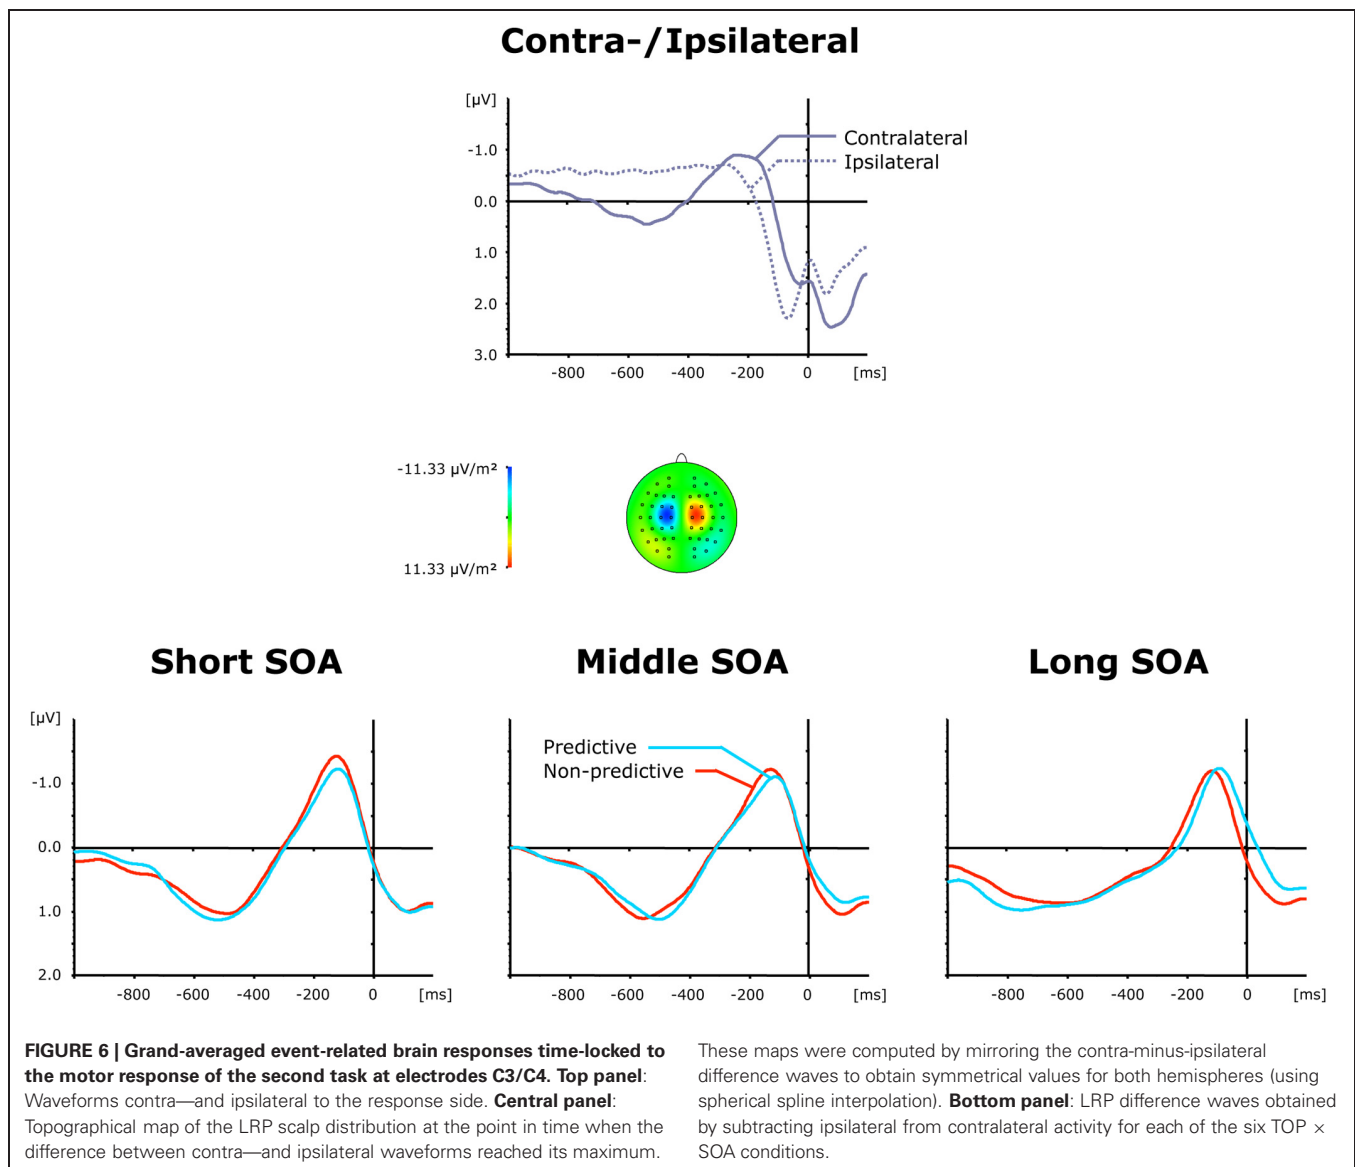 Contra-/Ipsilateral
[µV]
-1.0
0.0
1.0
2.0
3.0
Contralateral
Ipsilateral
-800 -600 -400 -200 0 [ms]
-11.33 µV/m²
11.33 µV/m²
Short SOA Middle SOA Long SOA
[µV]
-1.0
0.0
1.0
2.0
Predictive
Non-predictive
-800 -600 -400 -200 0 [ms] -800 -600 -400 -200 0 [ms] -800 -600 -400 -200 0 [ms]
FIGURE 6 | Grand-averaged event-related brain responses time-locked to
the motor response of the second task at electrodes C3/C4. Top panel:
Waveforms contra—and ipsilateral to the response side. Central panel:
Topographical map of the LRP scalp distribution at the point in time when the
difference between contra—and ipsilateral waveforms reached its maximum.
These maps were computed by mirroring the contra-minus-ipsilateral
difference waves to obtain symmetrical values for both hemispheres (using
spherical spline interpolation). Bottom panel: LRP difference waves obtained
by subtracting ipsilateral from contralateral activity for each of the six TOP ×
SOA conditions.